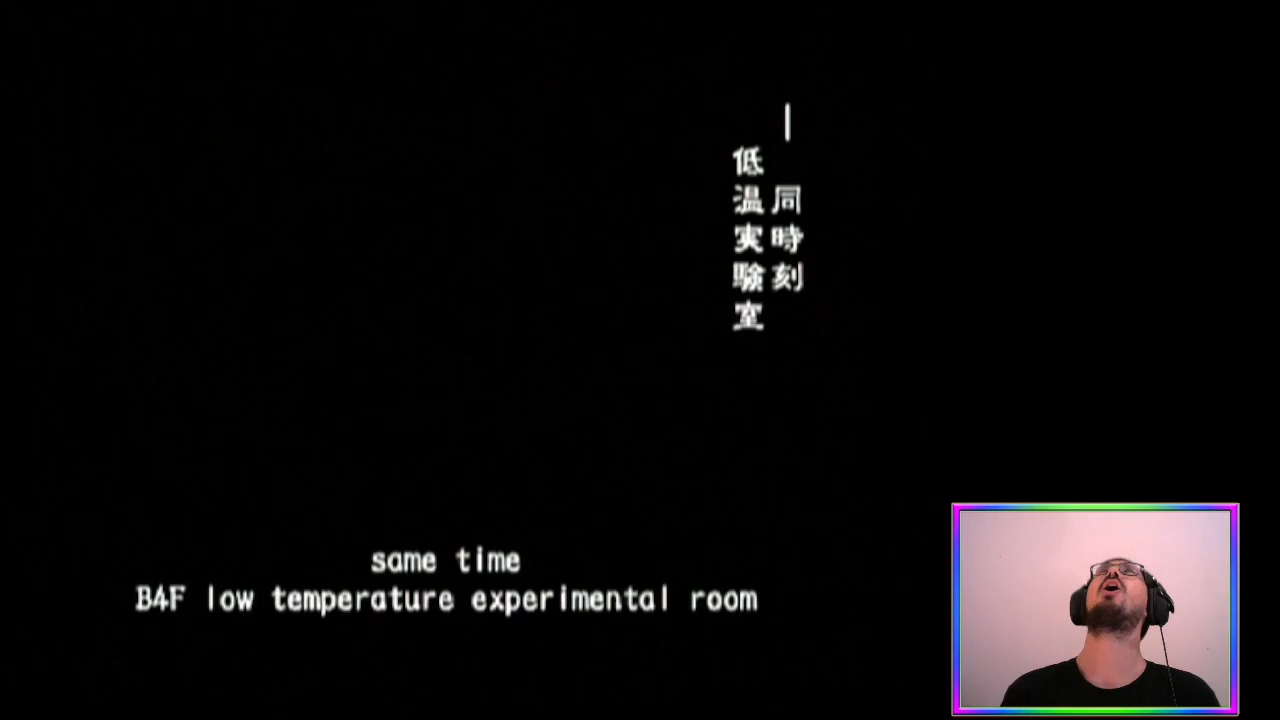 同時刻
低温実験室
same time
B4F low temperature experimental room